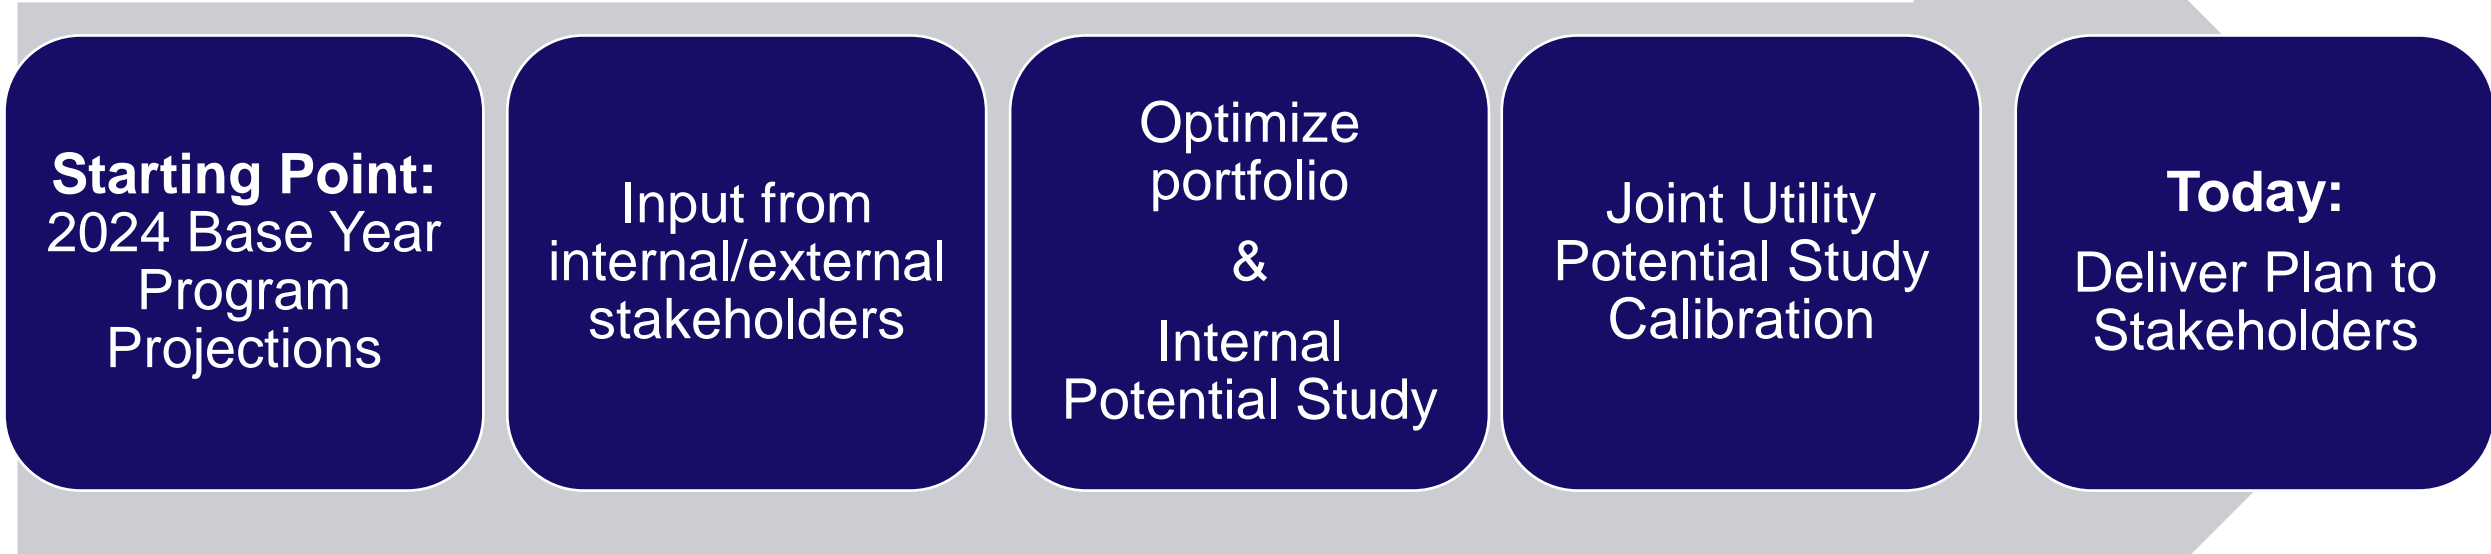 Starting Point:
2024 Base Year
Program
Projections
Input from
internal/external
stakeholders
Optimize
portfolio
&
Internal
Potential Study
Joint Utility
Potential Study
Calibration
Today:
Deliver Plan to
Stakeholders